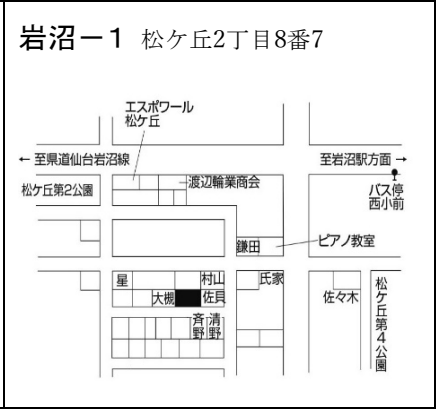 岩沼－1 松ケ丘2丁目8番7
エスポワール
松ケ丘
← 至県道仙台岩沼線
至岩沼駅方面 →
松ケ丘第2公園
渡辺輪業商会
バス停
西小前
鎌田
ピアノ教室
星
村山
氏家
大槻
佐貝
佐々木
松ケ丘第4公園
斉野
清野